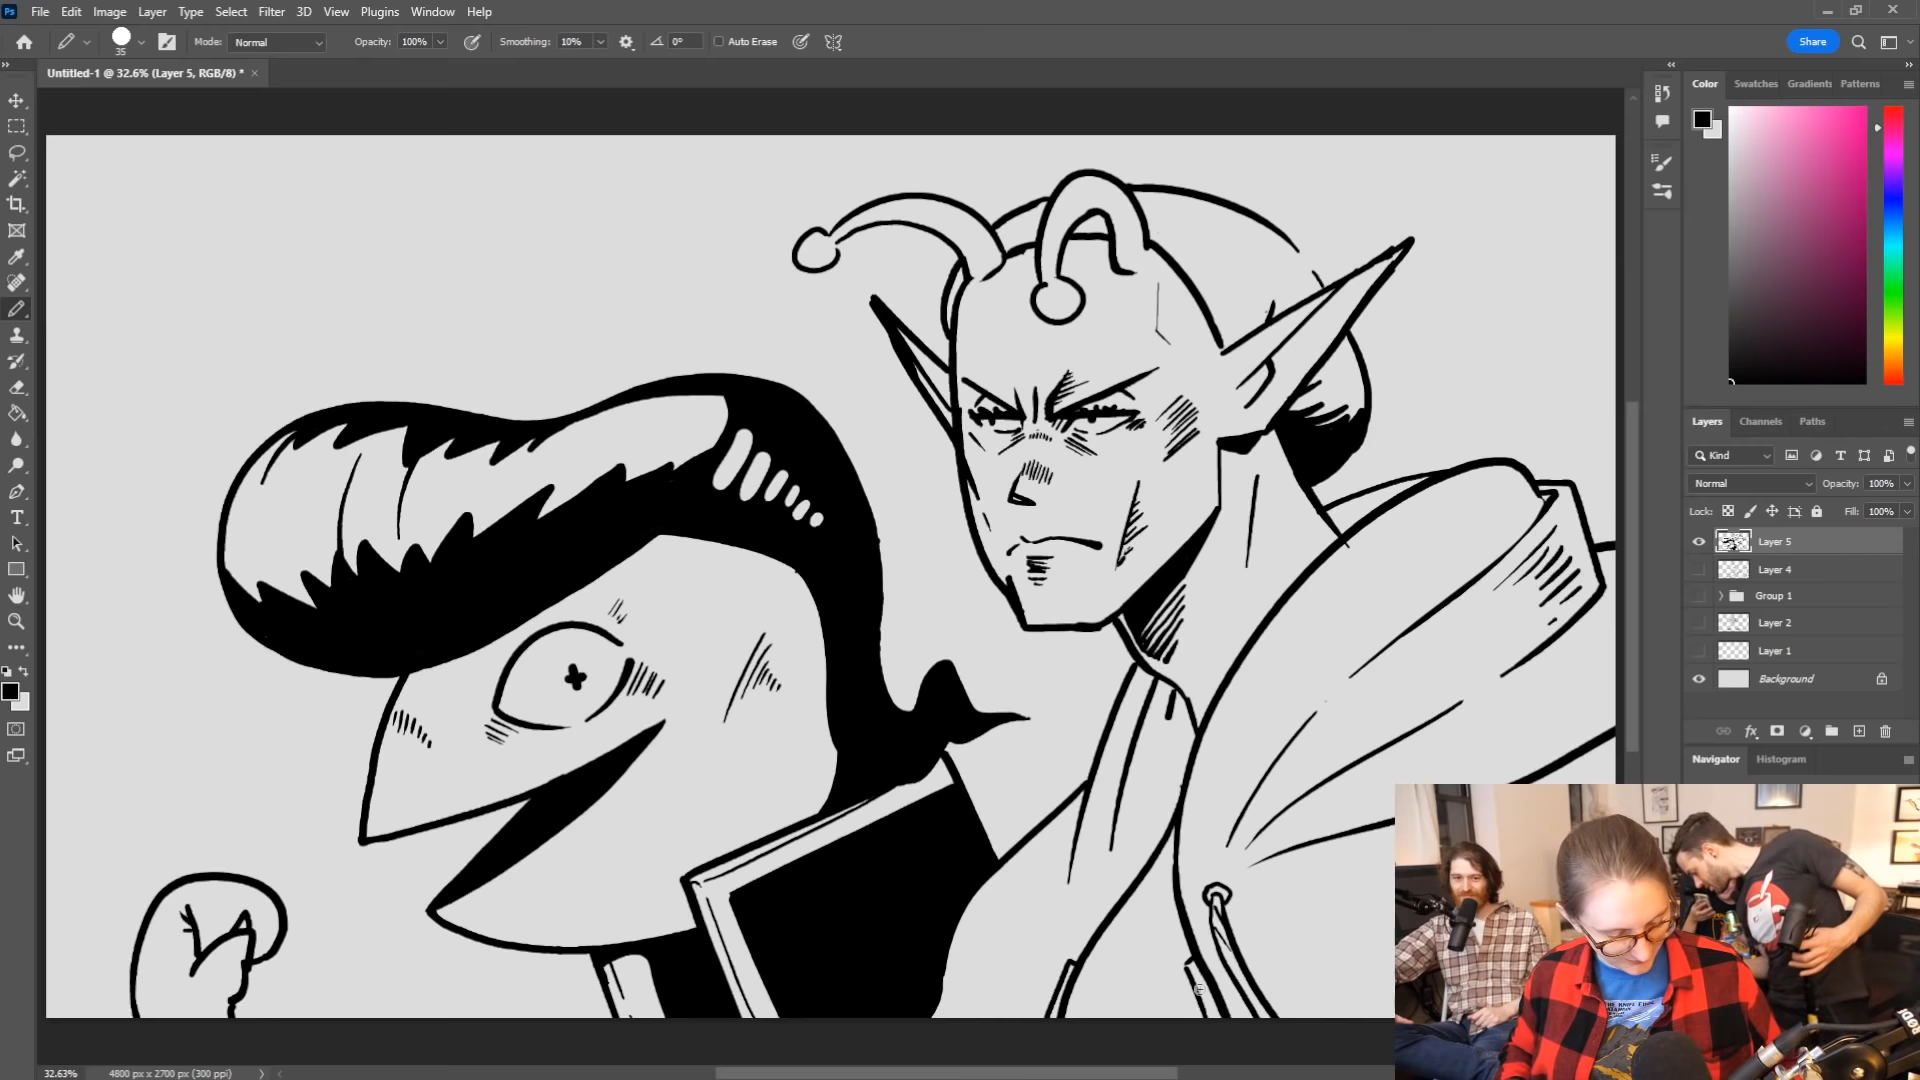 Ps File Edit Image Layer Type Select Filter 3D View Plugins Window Help
35 Mode: Normal Opacity: 100% Smoothing: 10% 0° Auto Erase Share
Untitled-1 @ 32.6% (Layer 5, RGB/8) *
Color Swatches Gradients Patterns
Layers Channels Paths
Kind
Normal Opacity: 100%
Lock: Fill: 100%
Layer 5
Layer 4
Group 1
Layer 2
Layer 1
Background
Navigator Histogram
RØDE
32.63% 4800 px x 2700 px (300 ppi)